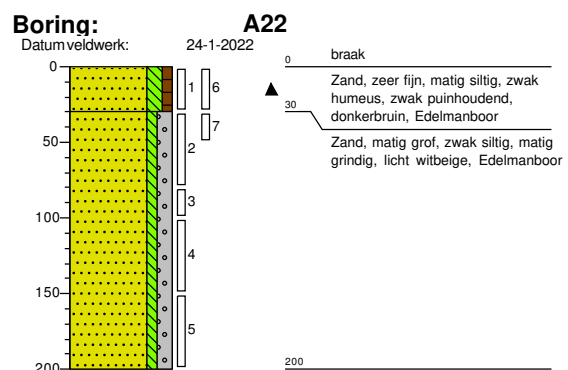 Boring: A22
Datum veldwerk: 24-1-2022
0
50
100
150
200
1
6
7
2
3
4
5
0
braak
Zand, zeer fijn, matig siltig, zwak
humeus, zwak puinhoudend,
donkerbruin, Edelmanboor
30
Zand, matig grof, zwak siltig, matig
grindig, licht witbeige, Edelmanboor
200